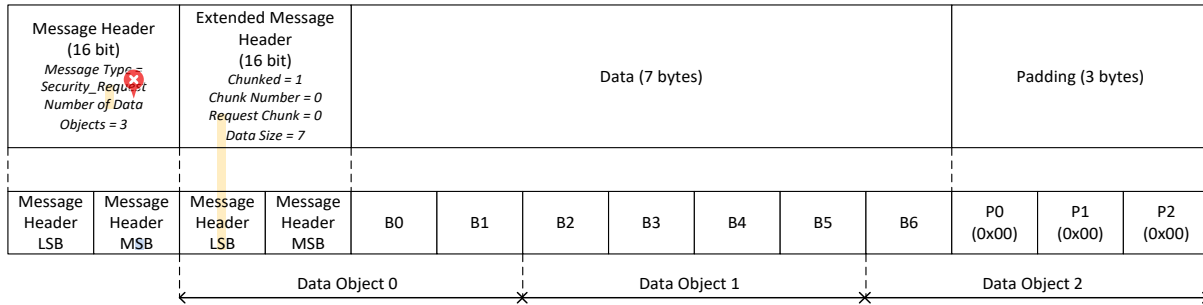 Message Header
(16 bit)
Message Type =
Security_Request
Number of Data
Objects = 3
Extended Message
Header
(16 bit)
Chunked = 1
Chunk Number = 0
Request Chunk = 0
Data Size = 7
Data (7 bytes)
Padding (3 bytes)
Message
Header
LSB
Message
Header
MSB
Message
Header
LSB
Message
Header
MSB
B0
B1
B2
B3
B4
B5
B6
P0
(0x00)
P1
(0x00)
P2
(0x00)
Data Object 0
Data Object 1
Data Object 2